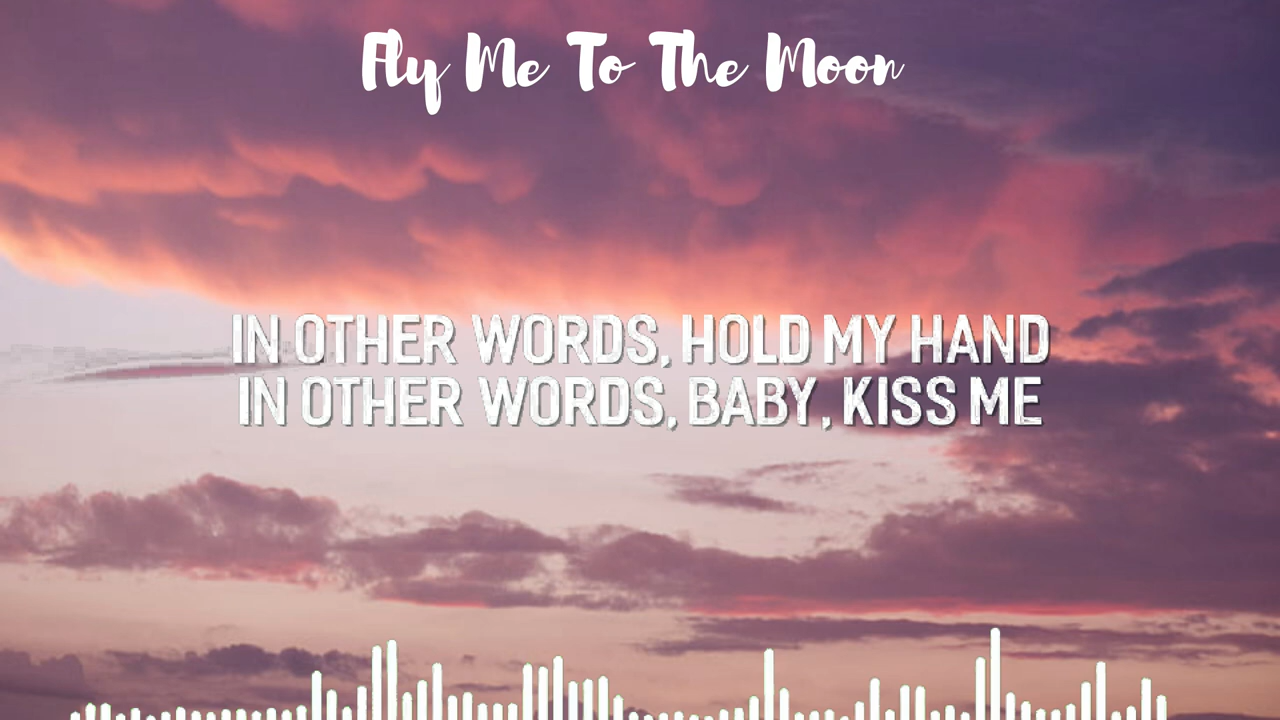 Fly Me To The Moon
IN OTHER WORDS, HOLD MY HAND
IN OTHER WORDS, BABY, KISS ME